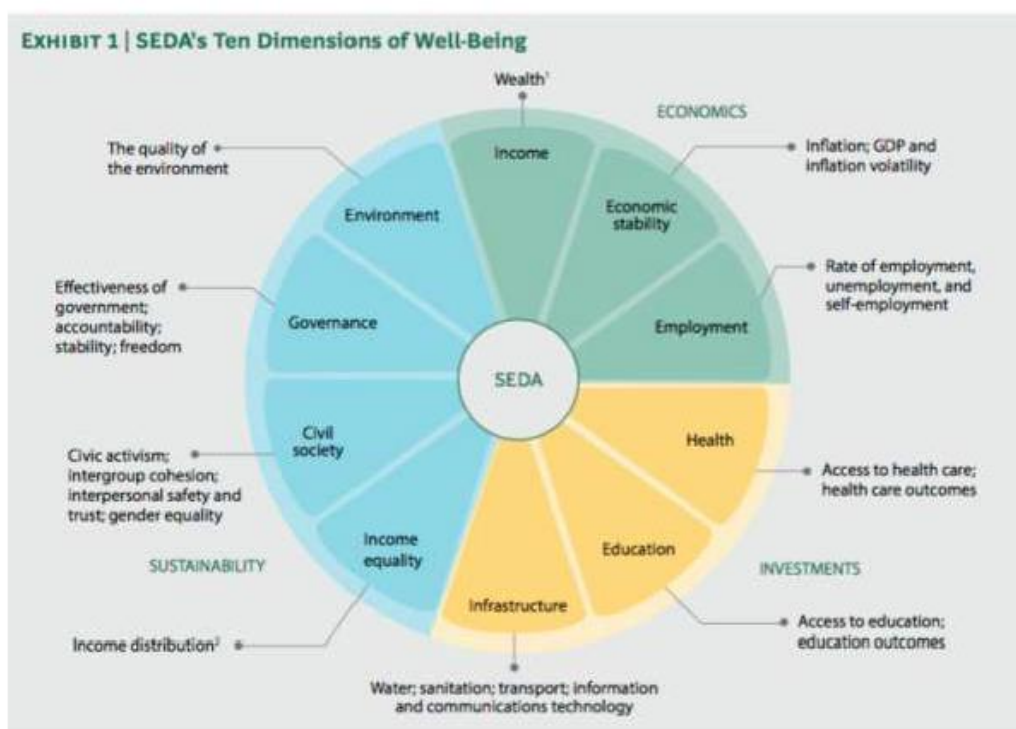 EXHIBIT 1 | SEDA's Ten Dimensions of Well-Being
Wealth¹
ECONOMICS
Income
Inflation; GDP and
inflation volatility
Economic
stability
Rate of employment,
unemployment, and
self-employment
Employment
The quality of
the environment
Environment
Effectiveness of
government;
accountability;
stability; freedom
Governance
SEDA
Civil
society
Civic activism;
intergroup cohesion;
interpersonal safety and
trust; gender equality
Income
equality
SUSTAINABILITY
Income distribution²
Health
Access to health care;
health care outcomes
Education
INVESTMENTS
Access to education;
education outcomes
Infrastructure
Water; sanitation; transport; information
and communications technology